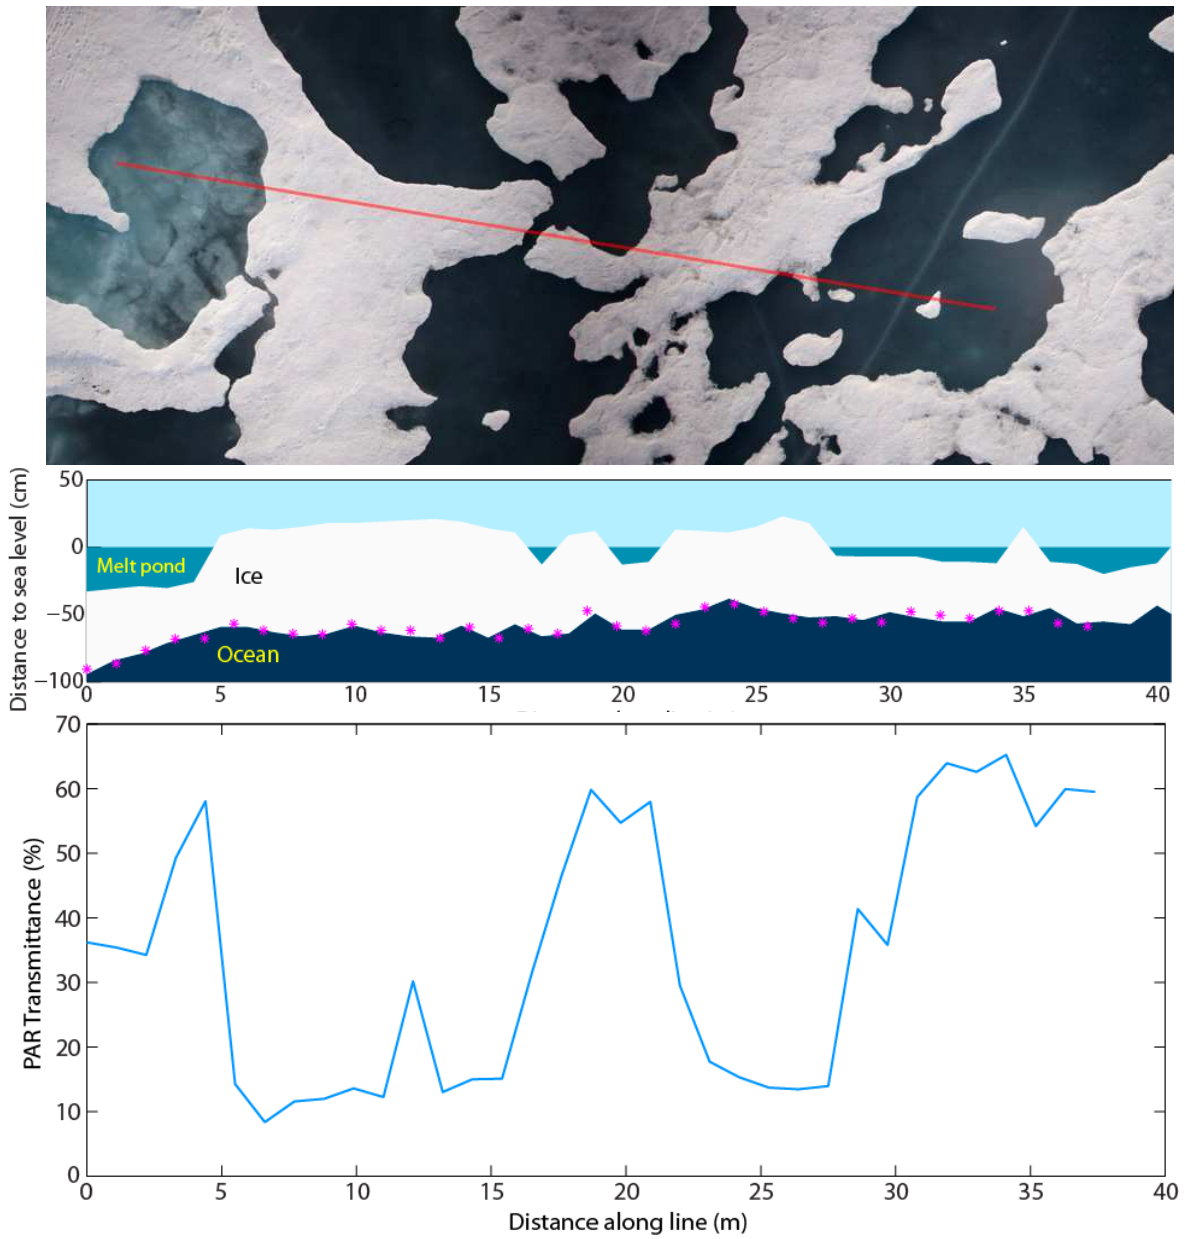 Distance to sea level (cm)
50
0
−50
−100
Melt pond
Ice
Ocean
0 5 10 15 20 25 30 35 40
PAR Transmittance (%)
70
60
50
40
30
20
10
0
0 5 10 15 20 25 30 35 40
Distance along line (m)